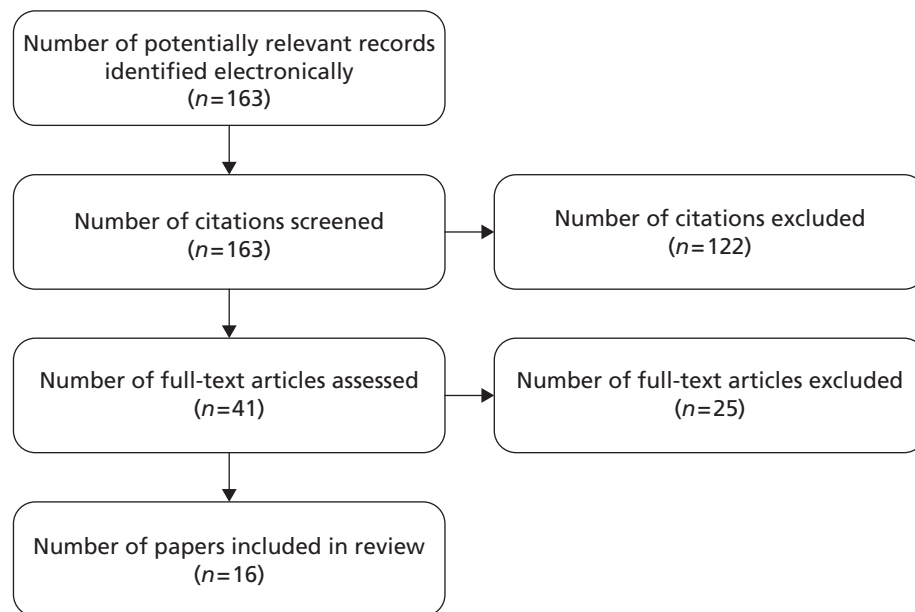 Number of potentially relevant records
identified electronically
(n=163)
Number of citations screened
(n=163)
Number of citations excluded
(n=122)
Number of full-text articles assessed
(n=41)
Number of full-text articles excluded
(n=25)
Number of papers included in review
(n=16)